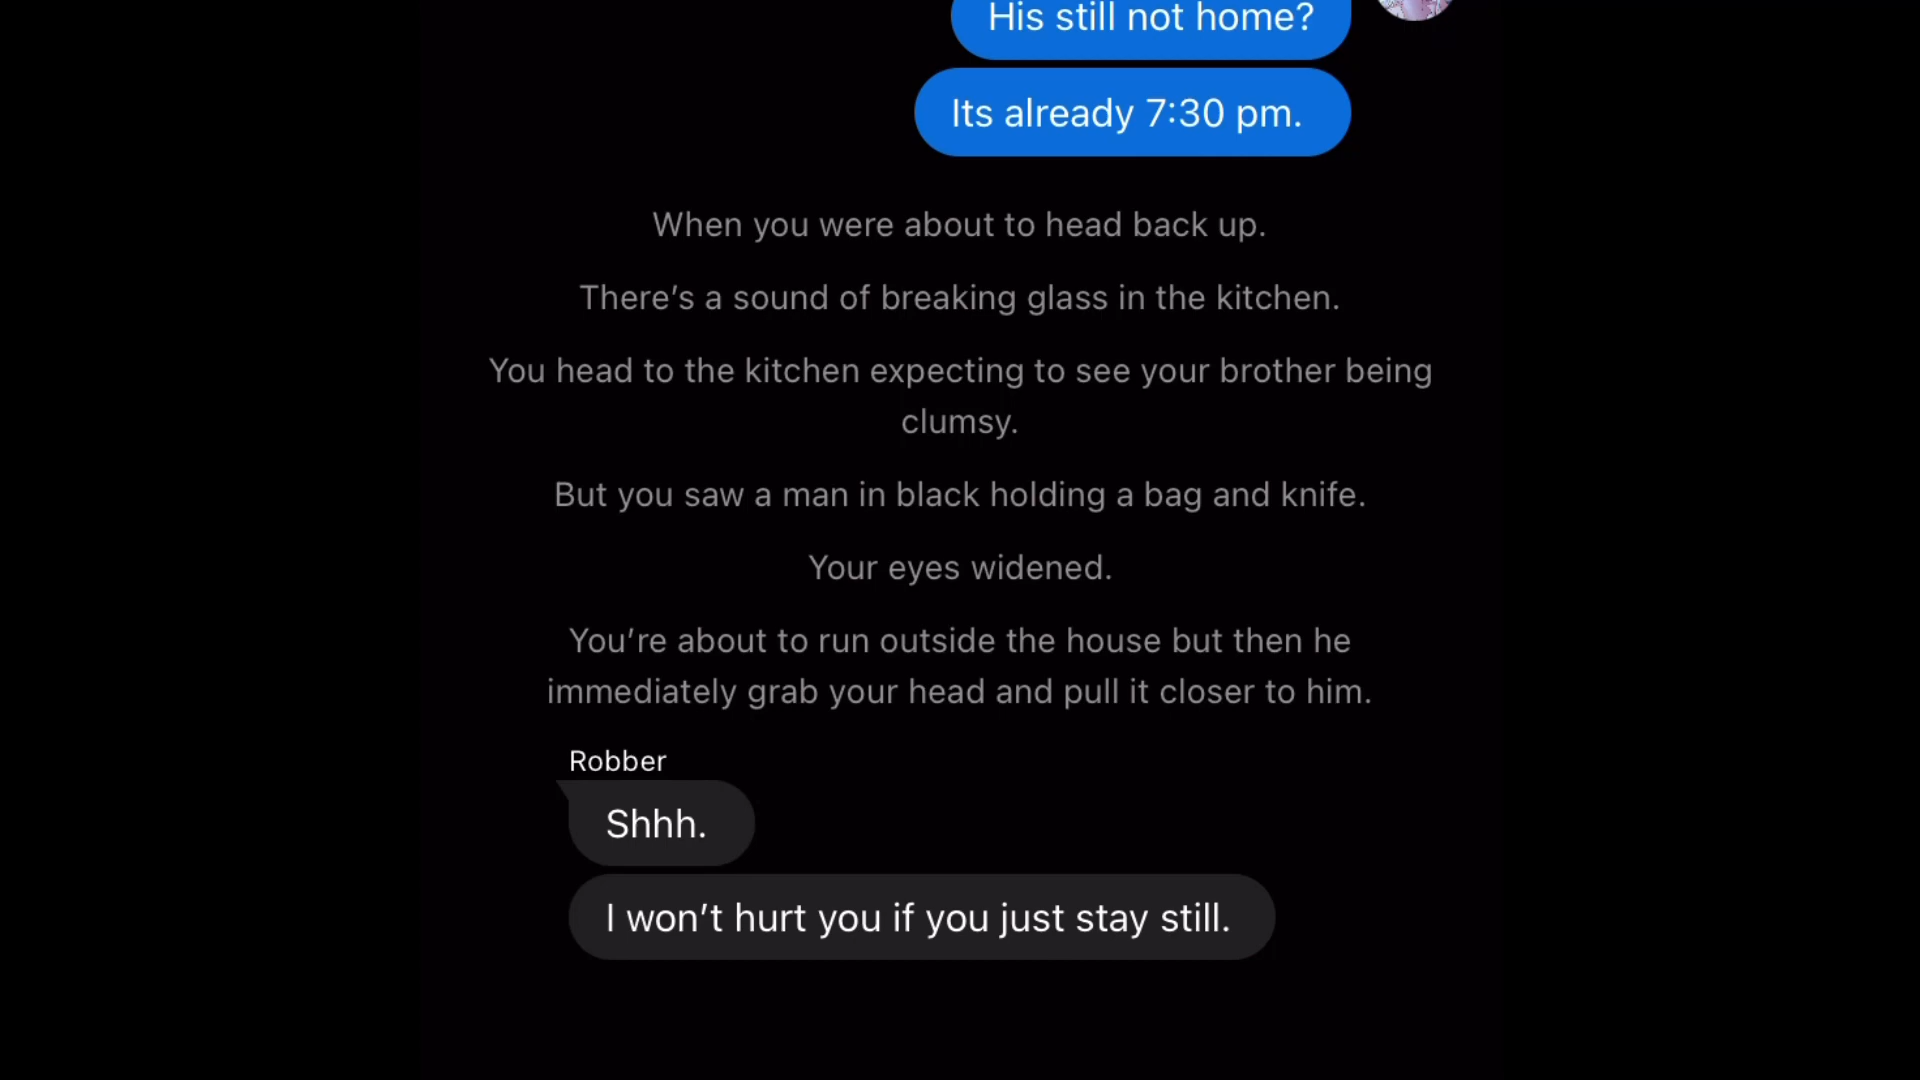 His still not home?
Its already 7:30 pm.
When you were about to head back up.
There’s a sound of breaking glass in the kitchen.
You head to the kitchen expecting to see your brother being
clumsy.
But you saw a man in black holding a bag and knife.
Your eyes widened.
You’re about to run outside the house but then he
immediately grab your head and pull it closer to him.
Robber
Shhh.
I won’t hurt you if you just stay still.